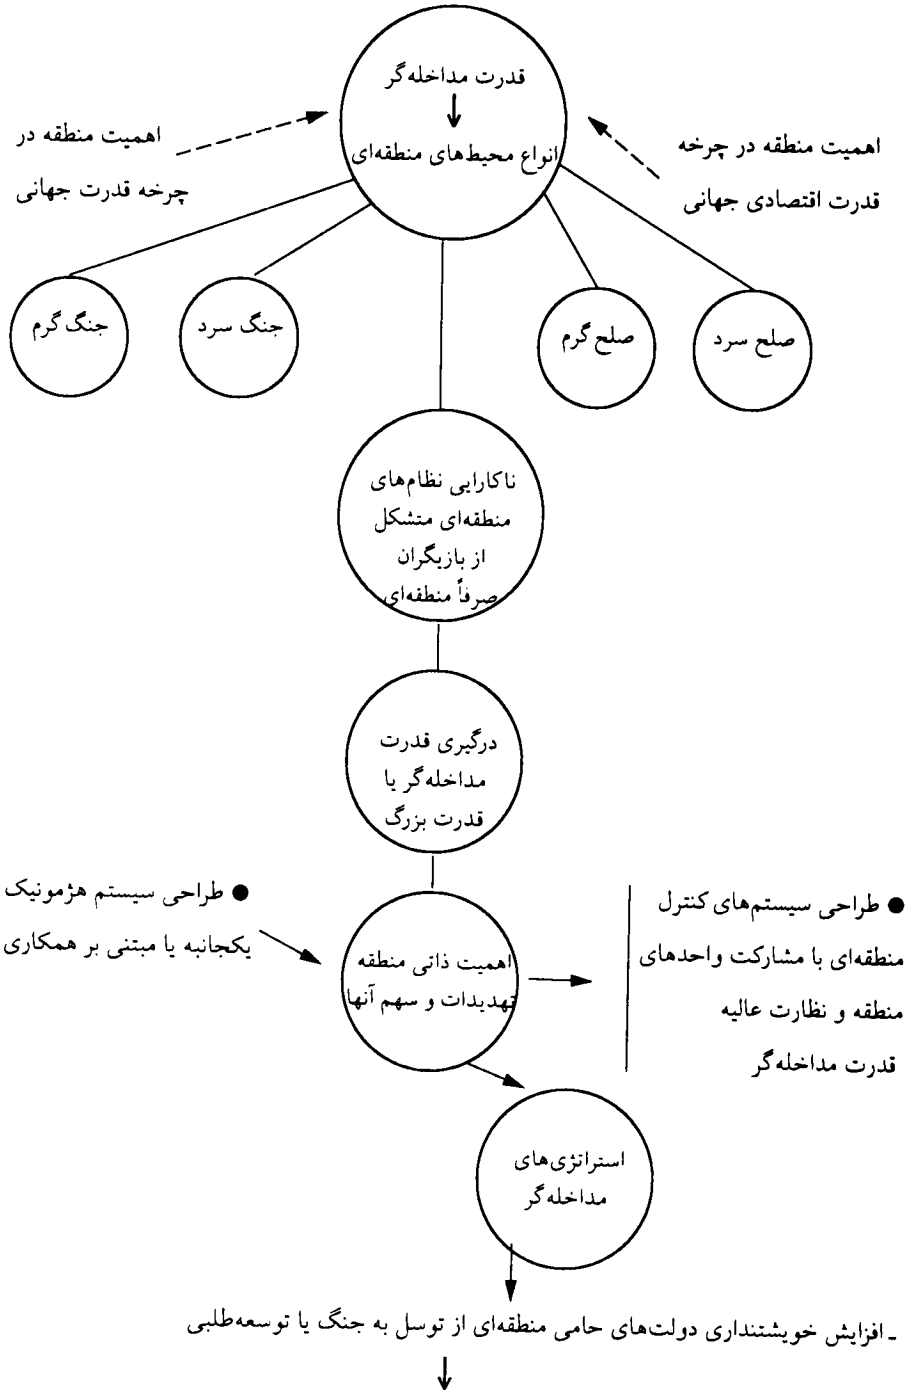 قدرت مداخله‌گر
انواع محیط‌های منطقه‌ای
اهمیت منطقه در چرخه
قدرت اقتصادی جهانی
اهمیت منطقه در
چرخه قدرت جهانی
صلح سرد
صلح گرم
جنگ سرد
جنگ گرم
ناکارایی نظام‌های
منطقه‌ای متشکل
از بازیگران
صرفاً منطقه‌ای
درگیری قدرت
مداخله‌گر یا
قدرت بزرگ
● طراحی سیستم‌های کنترل
منطقه‌ای با مشارکت واحدهای
منطقه و نظارت عالیه
قدرت مداخله‌گر
اهمیت ذاتی منطقه
تهدیدات و سهم آنها
● طراحی سیستم هژمونیک
یکجانبه یا مبتنی بر همکاری
استراتژی‌های
مداخله‌گر
ـ افزایش خویشتنداری دولت‌های حامی منطقه‌ای از توسل به جنگ یا توسعه‌طلبی